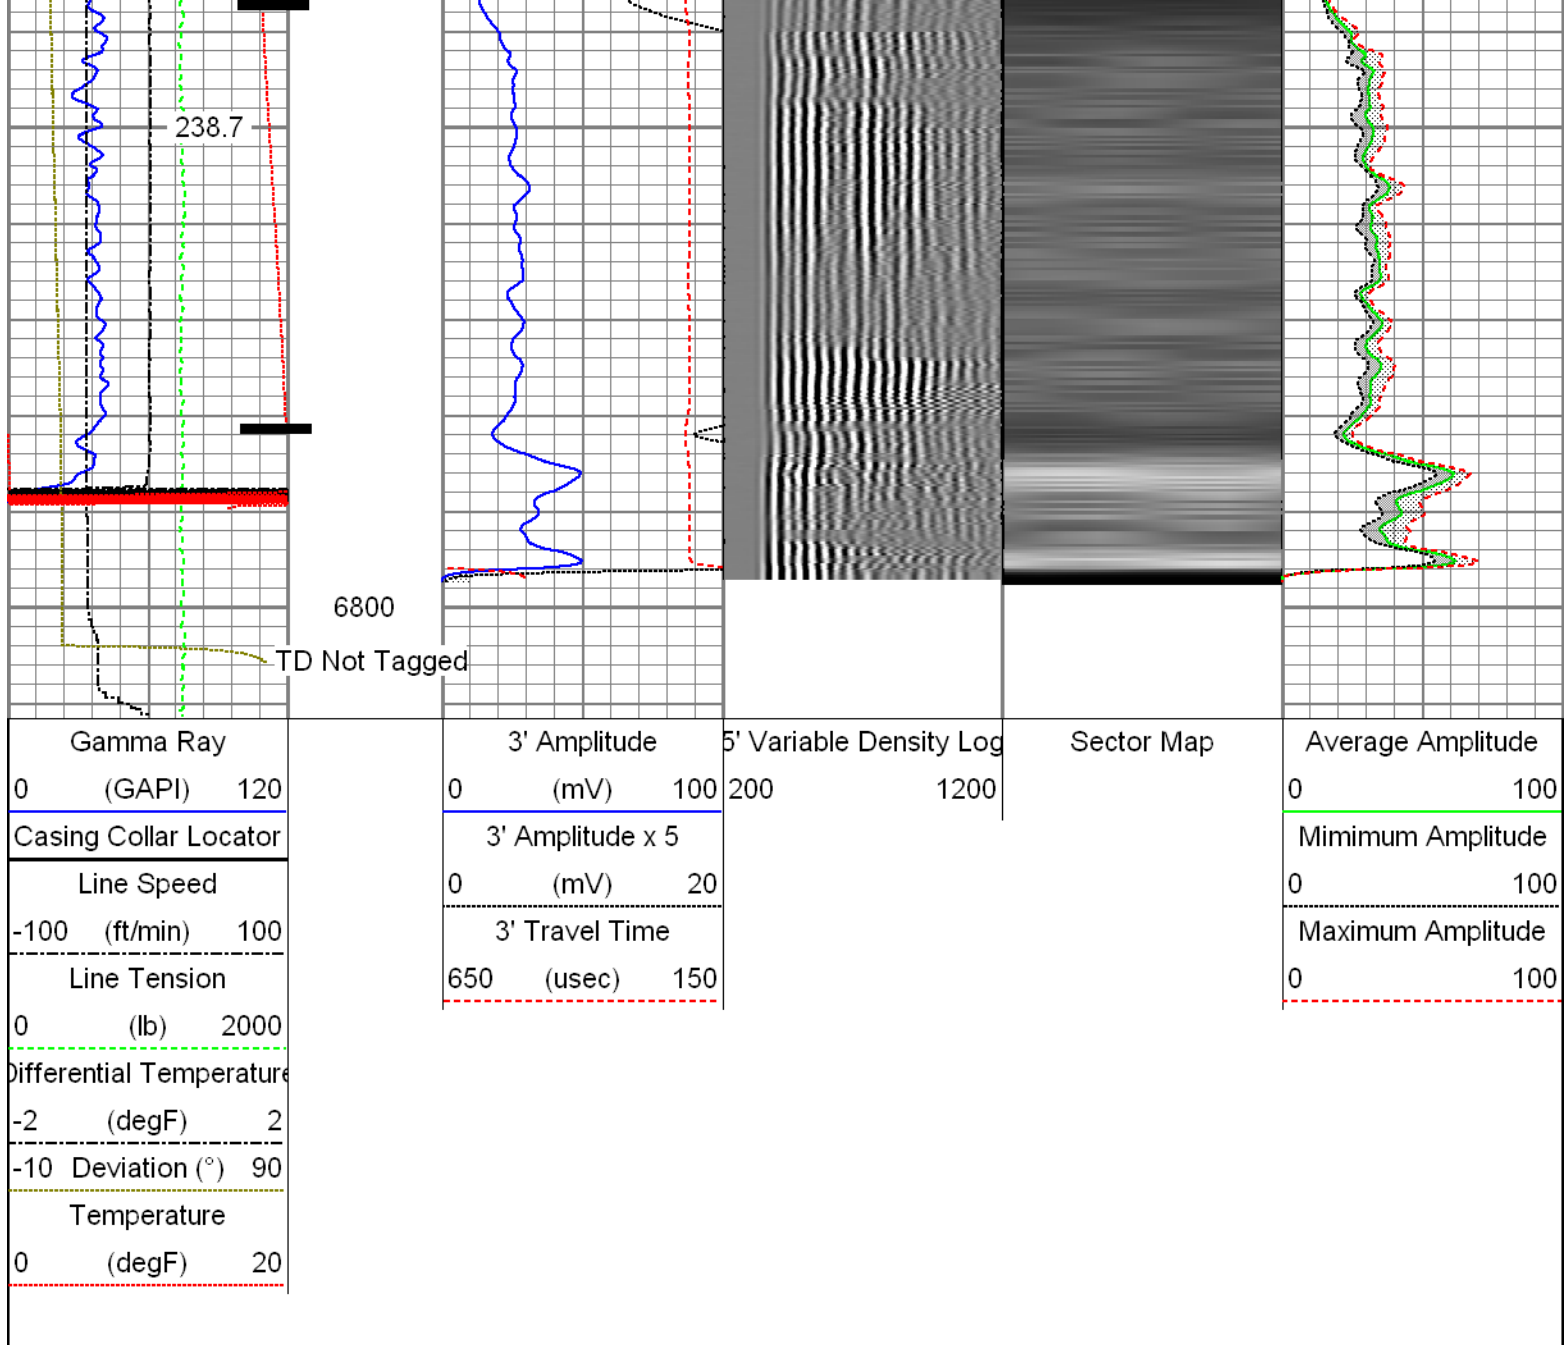 238.7
6800
TD Not Tagged
Gamma Ray
0 (GAPI) 120
Casing Collar Locator
Line Speed
-100 (ft/min) 100
Line Tension
0 (lb) 2000
Differential Temperature
-2 (degF) 2
-10 Deviation (°) 90
Temperature
0 (degF) 20
3' Amplitude
0 (mV) 100
3' Amplitude x 5
0 (mV) 20
3' Travel Time
650 (usec) 150
5' Variable Density Log
200 1200
Sector Map
Average Amplitude
0 100
Mimimum Amplitude
0 100
Maximum Amplitude
0 100